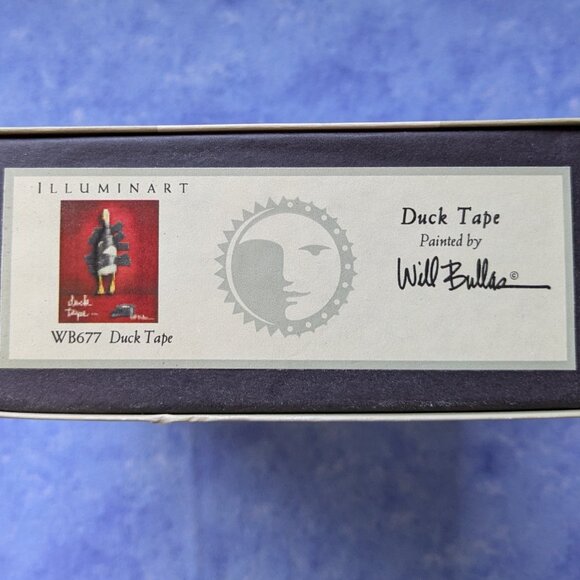 ILLUMINART
duck
tape...
WB677 Duck Tape
Duck Tape
Painted by
Will Bullas©